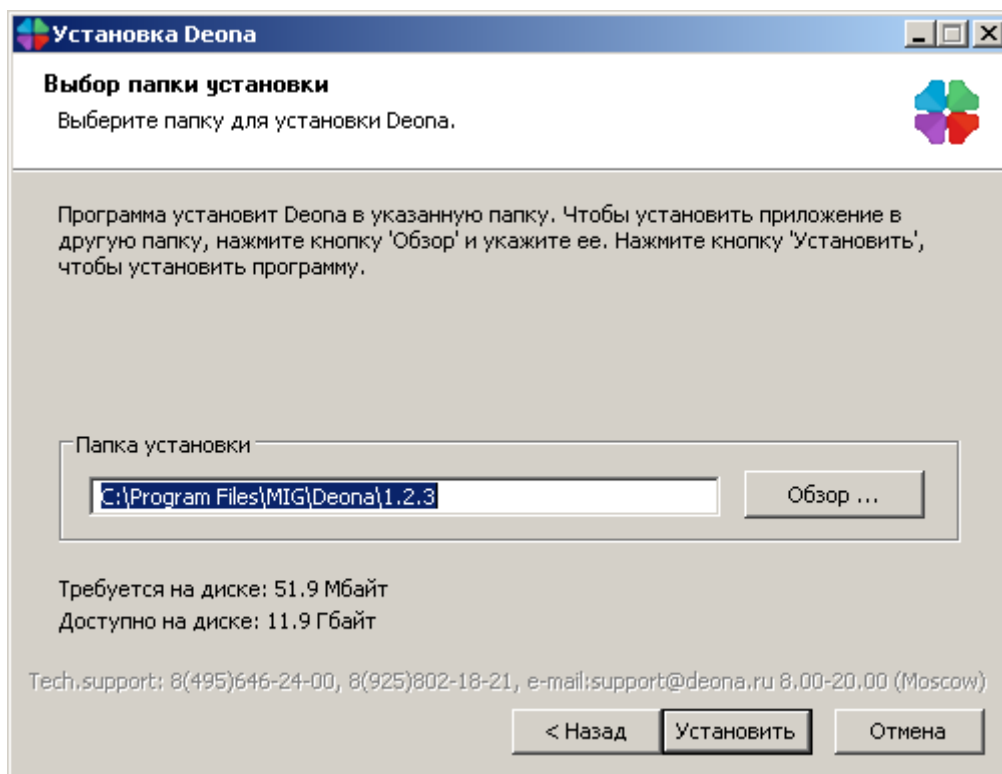 Установка Deona
Выбор папки установки
Выберите папку для установки Deona.
Программа установит Deona в указанную папку. Чтобы установить приложение в
другую папку, нажмите кнопку 'Обзор' и укажите ее. Нажмите кнопку 'Установить',
чтобы установить программу.
Папка установки
C:\Program Files\MIG\Deona\1.2.3
Обзор ...
Требуется на диске: 51.9 Мбайт
Доступно на диске: 11.9 Гбайт
Tech.support: 8(495)646-24-00, 8(925)802-18-21, e-mail:support@deona.ru 8.00-20.00 (Moscow)
< Назад
Установить
Отмена